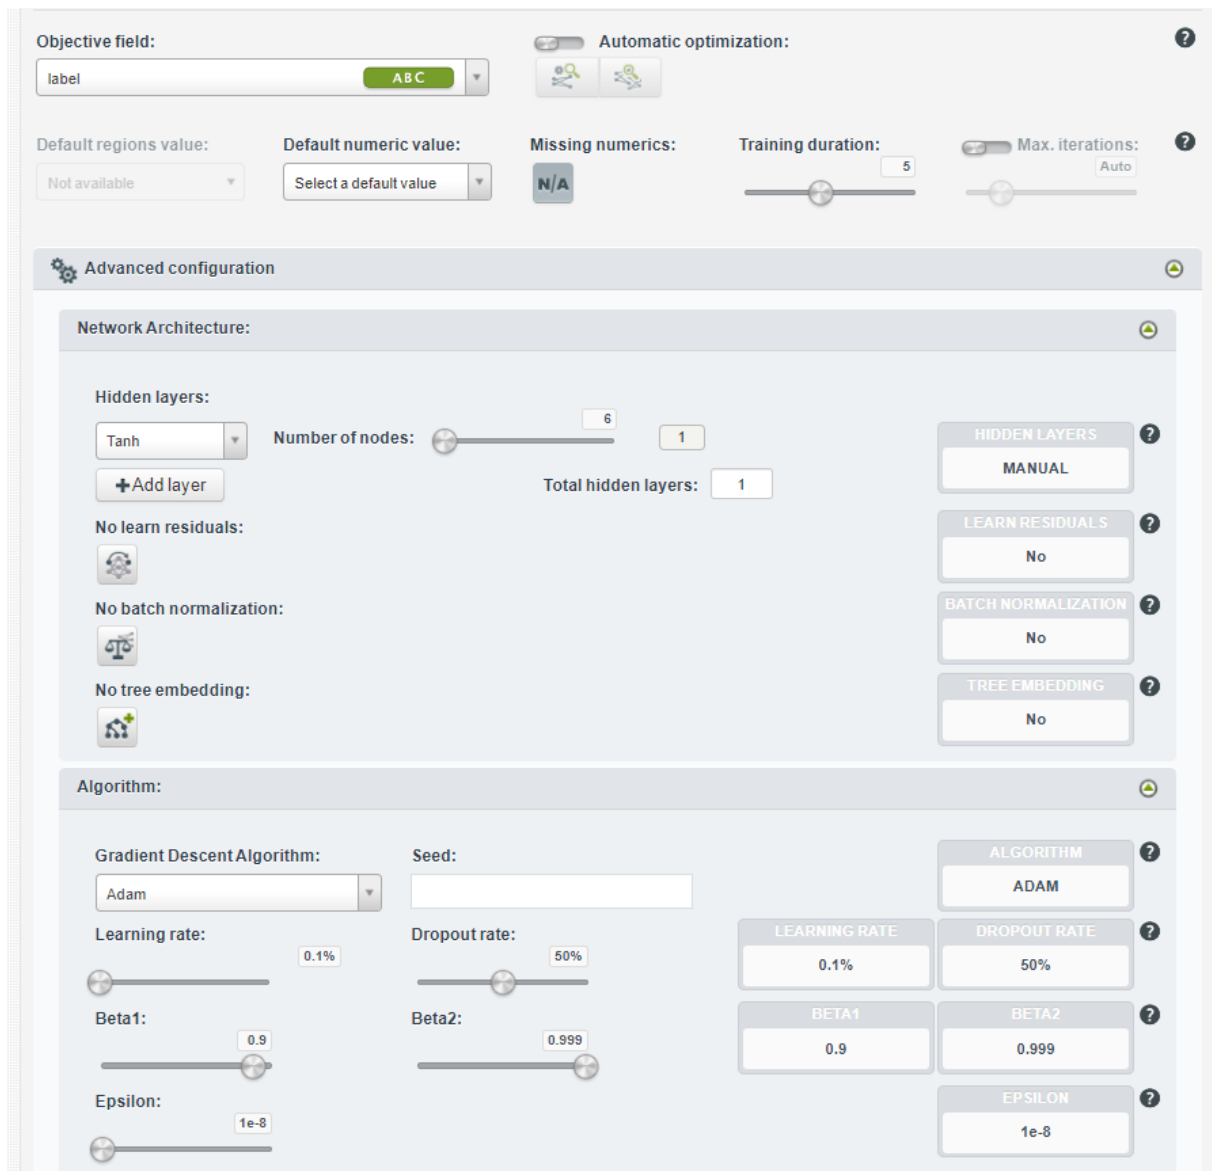 Objective field:
Automatic optimization:
label ABC
Default regions value:
Default numeric value:
Missing numerics:
Training duration:
Max. iterations:
Not available
Select a default value
N/A
5
Auto
Advanced configuration
Network Architecture:
Hidden layers:
Tanh
Number of nodes:
6
1
HIDDEN LAYERS
MANUAL
+Add layer
Total hidden layers:
1
No learn residuals:
LEARN RESIDUALS
No
No batch normalization:
BATCH NORMALIZATION
No
No tree embedding:
TREE EMBEDDING
No
Algorithm:
Gradient Descent Algorithm:
Seed:
ALGORITHM
Adam
ADAM
Learning rate:
0.1%
Dropout rate:
50%
LEARNING RATE
0.1%
DROPOUT RATE
50%
Beta1:
0.9
Beta2:
0.999
BETA1
0.9
BETA2
0.999
Epsilon:
1e-8
EPSILON
1e-8